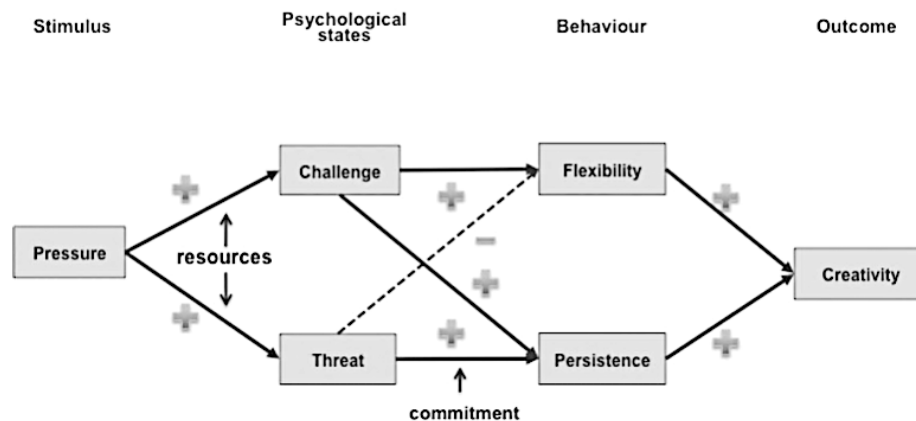 Stimulus
Psychological
states
Behaviour
Outcome
Challenge
Flexibility
Pressure
resources
Creativity
Threat
Persistence
commitment